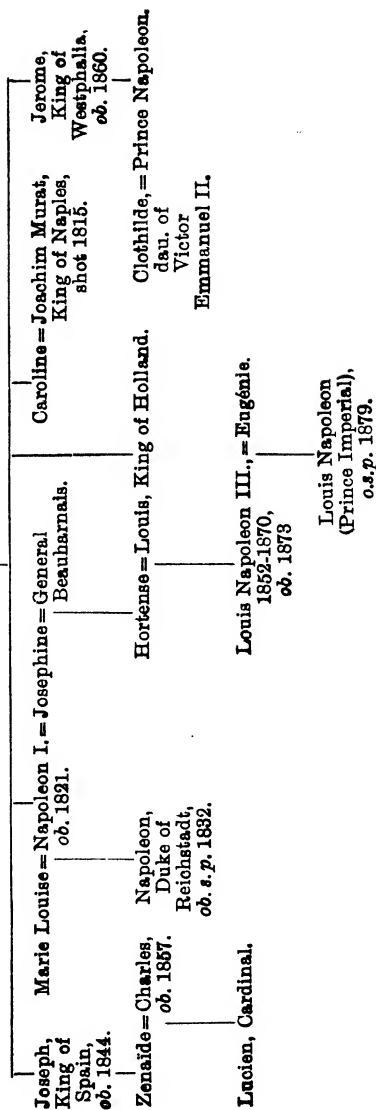 Joseph,
King of
Spain,
ob. 1844.
Marie Louise = Napoleon I. = Josephine = General
ob. 1821.
Beauharnais.
Caroline = Joachim Murat,
King of Naples,
shot 1815.
Jerome,
King of
Westphalia,
ob. 1860.
Zenaïde = Charles,
ob. 1857.
Napoleon,
Duke of
Reichstadt,
ob. s.p. 1832.
Hortense = Louis, King of Holland.
Clothilde, = Prince Napoleon.
dau. of
Victor
Emmanuel II.
Lucien, Cardinal.
Louis Napoleon III., = Eugénie.
1852-1870,
ob. 1873
Louis Napoleon
(Prince Imperial),
o.s.p. 1879.